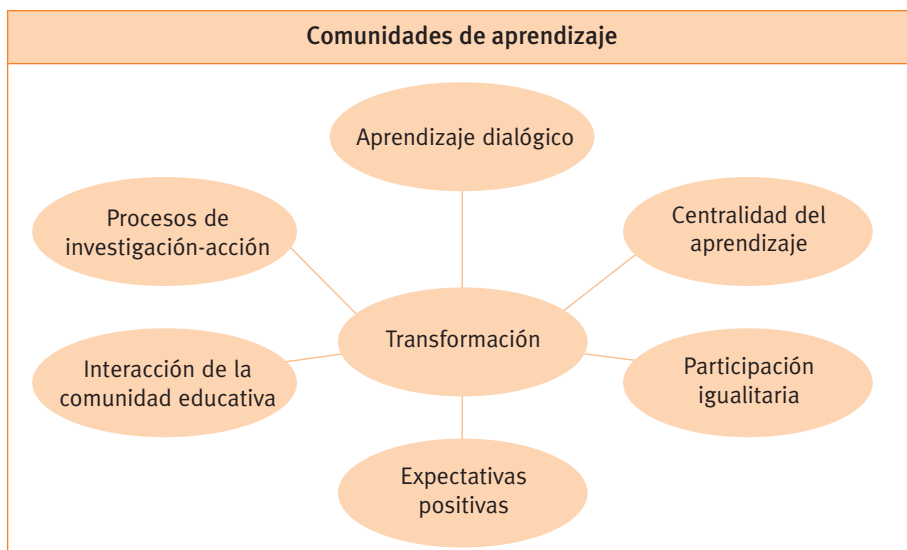 Comunidades de aprendizaje
Aprendizaje dialógico
Procesos de
investigación-acción
Centralidad del
aprendizaje
Transformación
Interacción de la
comunidad educativa
Participación
igualitaria
Expectativas
positivas